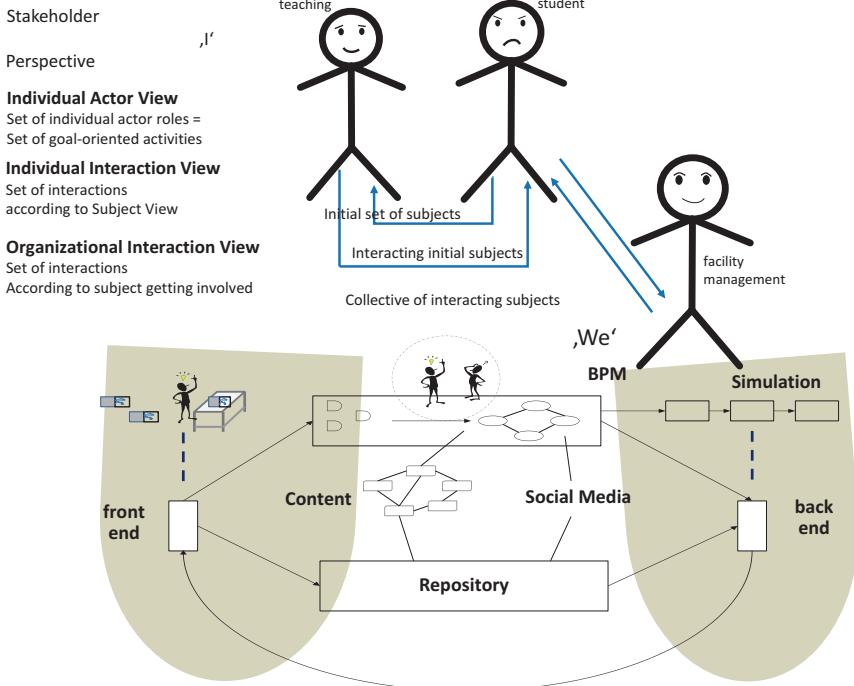 teaching
student
Stakeholder
‚I‘
Perspective
Individual Actor View
Set of individual actor roles =
Set of goal-oriented activities
Individual Interaction View
Set of interactions
according to Subject View
Initial set of subjects
Organizational Interaction View
Interacting initial subjects
Set of interactions
According to subject getting involved
facility
management
Collective of interacting subjects
‚We‘
BPM
Simulation
Content
Social Media
front
end
back
end
Repository